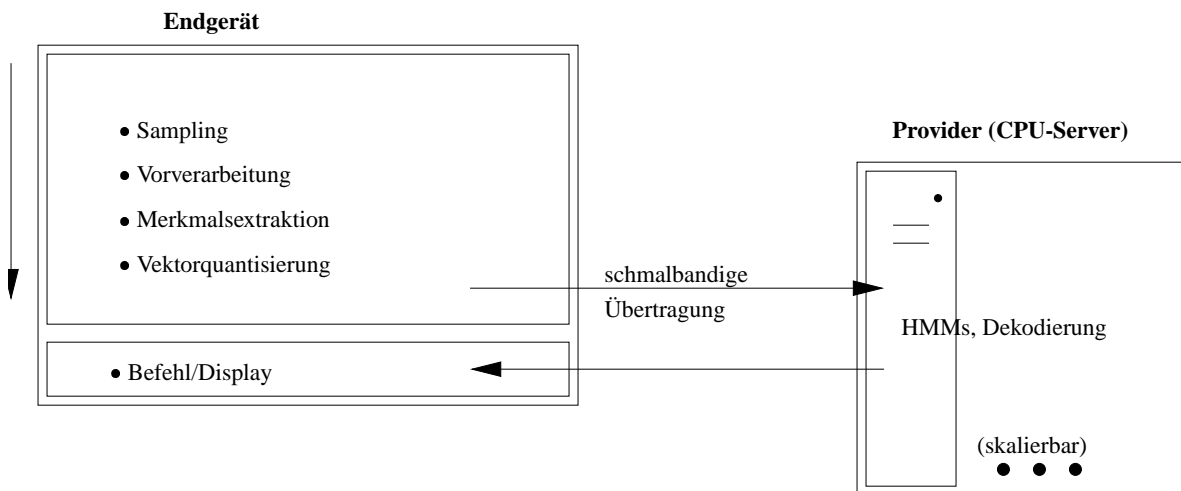 Endgerät
• Sampling
• Vorverarbeitung
• Merkmalsextraktion
• Vektorquantisierung
• Befehl/Display
schmalbandige
Übertragung
Provider (CPU-Server)
HMMs, Dekodierung
(skalierbar)